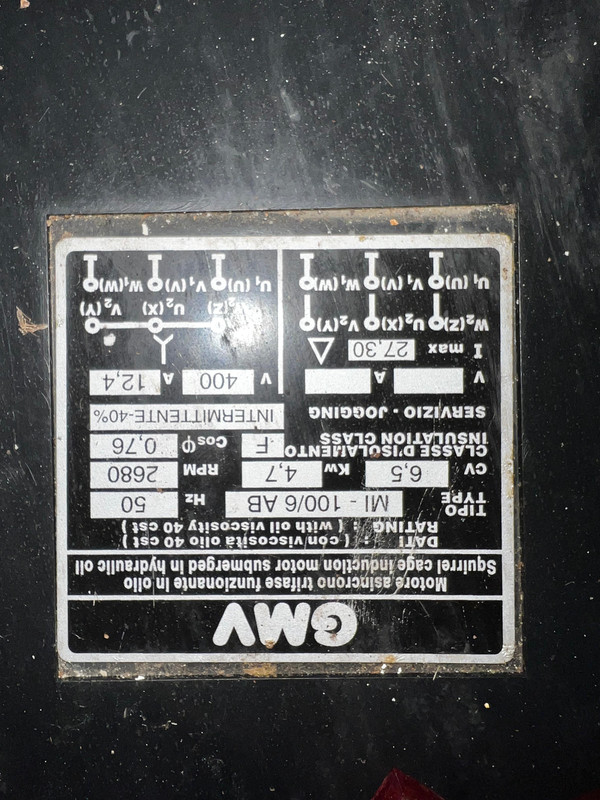 GMV
Motore asincrono trifase funzionante in olio
Squirrel cage induction motor submerged in hydraulic oil
DATI : ( con viscosita olio 40 cst )
RATING : ( with oil viscosity 40 cst )
TIPO
TYPE MI - 100/6 AB 50 Hz
CV 6,5 Kw 4,7 RPM 2680
CLASSE D'ISOLAMENTO
INSULATION CLASS F Cosφ 0,76
SERVIZIO - JOGGING INTERMITTENTE-40%
V A V 400 A 12,4
I max 27,30 △ Y
W₂(Z) U₂(X) V₂(Y) W₂(Z) U₂(X) V₂(Y)
U₁(U) V₁(V) W₁(W) U₁(U) V₁(V) W₁(W)